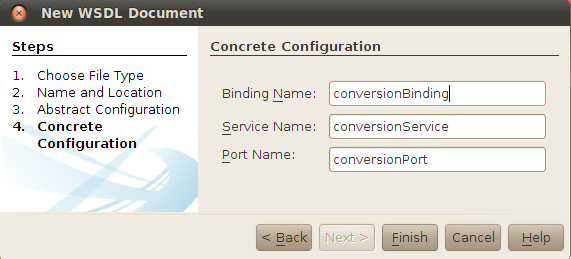 New WSDL Document
Steps
1. Choose File Type
2. Name and Location
3. Abstract Configuration
4. Concrete
Configuration
Concrete Configuration
Binding Name: conversionBinding
Service Name: conversionService
Port Name: conversionPort
< Back Next > Finish Cancel Help